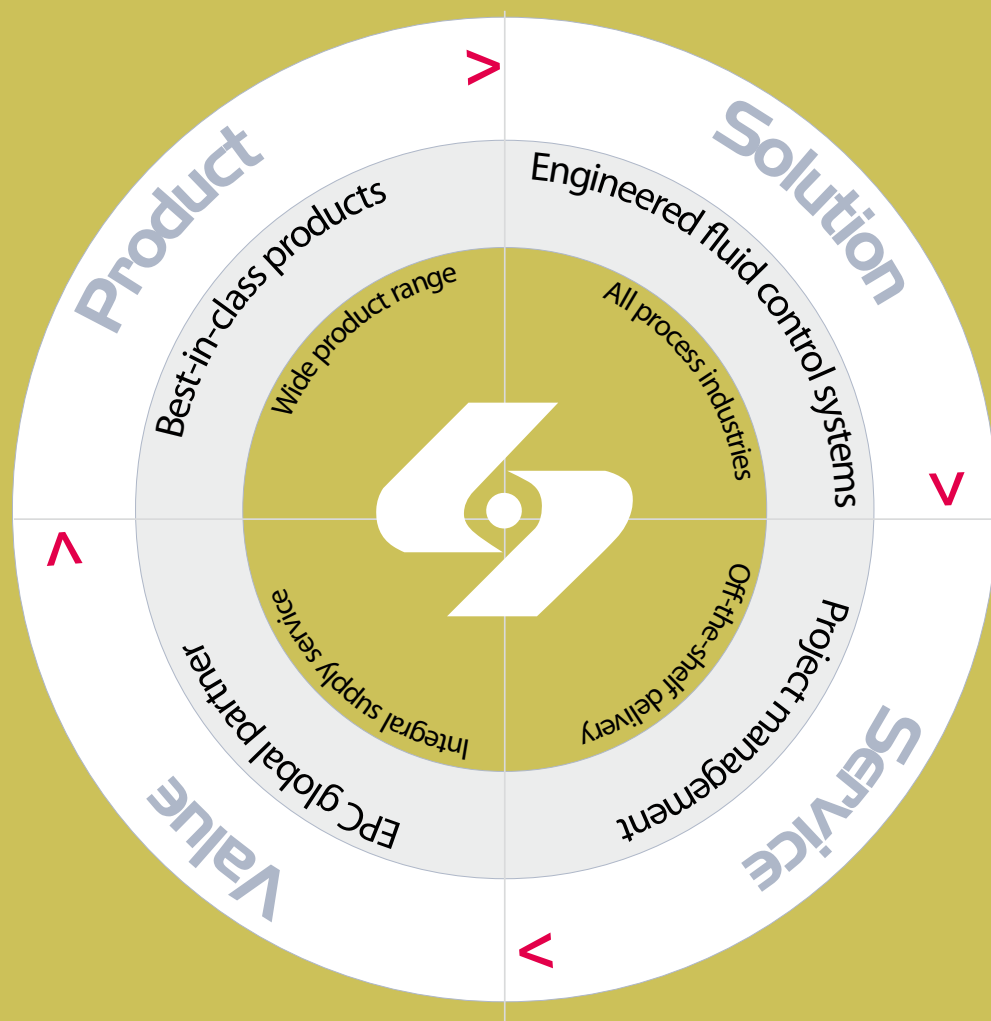 Product
Best-in-class products
Wide product range
>
Solution
Engineered fluid control systems
All process industries
>
Service
Project management
Off-the-shelf delivery
>
Value
EPC global partner
Integral supply service
>